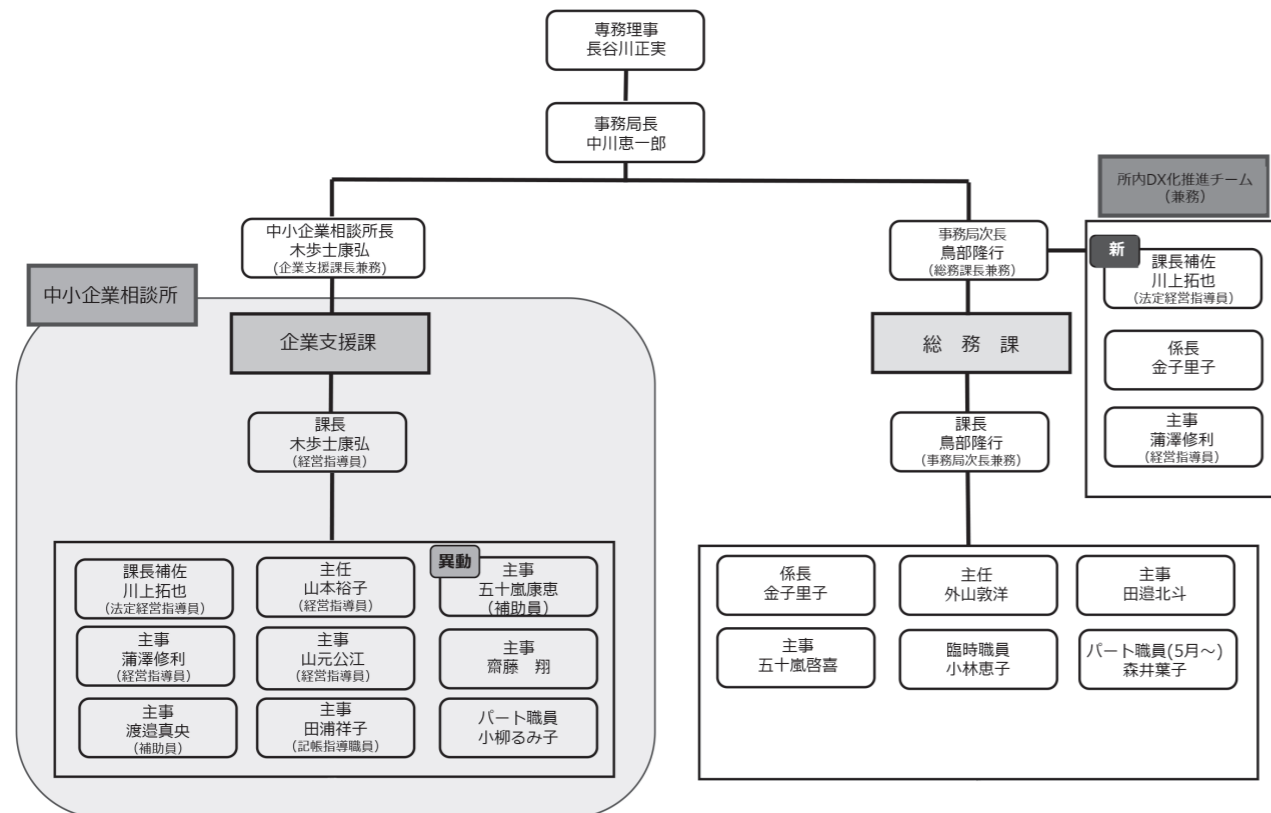 専務理事
長谷川正実
事務局長
中川恵一郎
所内DX化推進チーム
(兼務)
中小企業相談所長
木歩士康弘
(企業支援課長兼務)
事務局次長
鳥部隆行
(総務課長兼務)
新
課長補佐
川上拓也
(法定経営指導員)
係長
金子里子
主事
蒲澤修利
(経営指導員)
中小企業相談所
企業支援課
課長
木歩士康弘
(経営指導員)
課長補佐
川上拓也
(法定経営指導員)
主任
山本裕子
(経営指導員)
異動
主事
五十嵐康恵
(補助員)
主事
蒲澤修利
(経営指導員)
主事
山元公江
(経営指導員)
主事
齋藤　翔
主事
渡邉真央
(補助員)
主事
田浦祥子
(記帳指導職員)
パート職員
小柳るみ子
総　務　課
課長
鳥部隆行
(事務局次長兼務)
係長
金子里子
主任
外山敦洋
主事
田邉北斗
主事
五十嵐啓喜
臨時職員
小林恵子
パート職員(5月～)
森井葉子